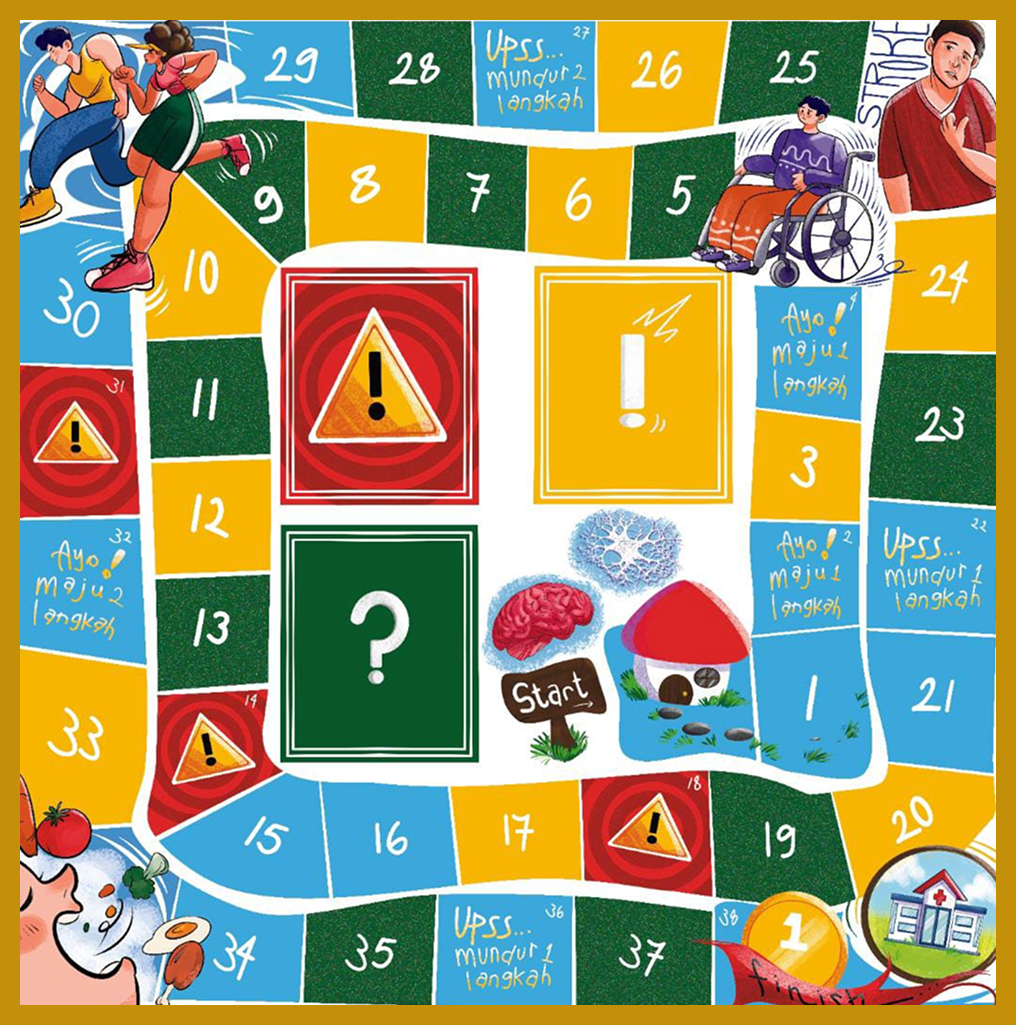 29
28
27
Upss...
mundur 2
langkah
26
25
STROKE
9
8
7
6
5
30
10
4
Ayo!
maju 1
langkah
24
31
!
11
!
!
3
23
32
Ayo!
maju 2
langkah
12
2
Ayo!
maju 1
langkah
22
Upss...
mundur 1
langkah
13
?
Start
1
21
33
14
!
15
16
17
18
!
19
20
34
35
36
Upss...
mundur 1
langkah
37
38
1
finish